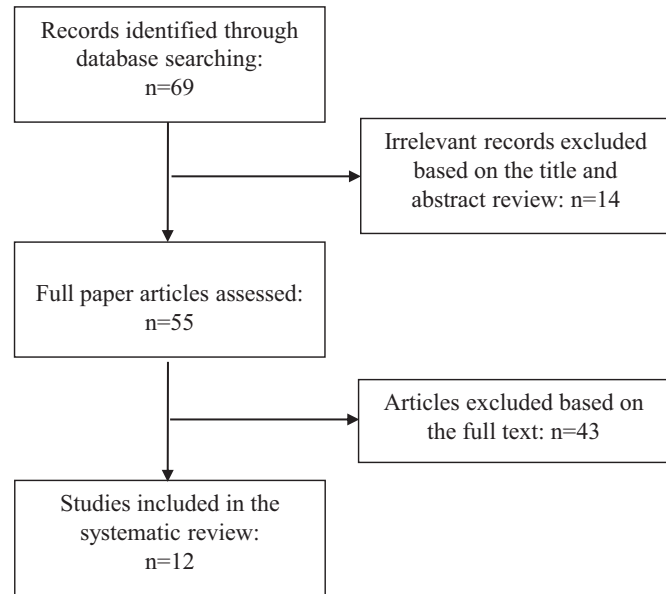 Records identified through
database searching:
n=69
Irrelevant records excluded
based on the title and
abstract review: n=14
Full paper articles assessed:
n=55
Articles excluded based on
the full text: n=43
Studies included in the
systematic review:
n=12